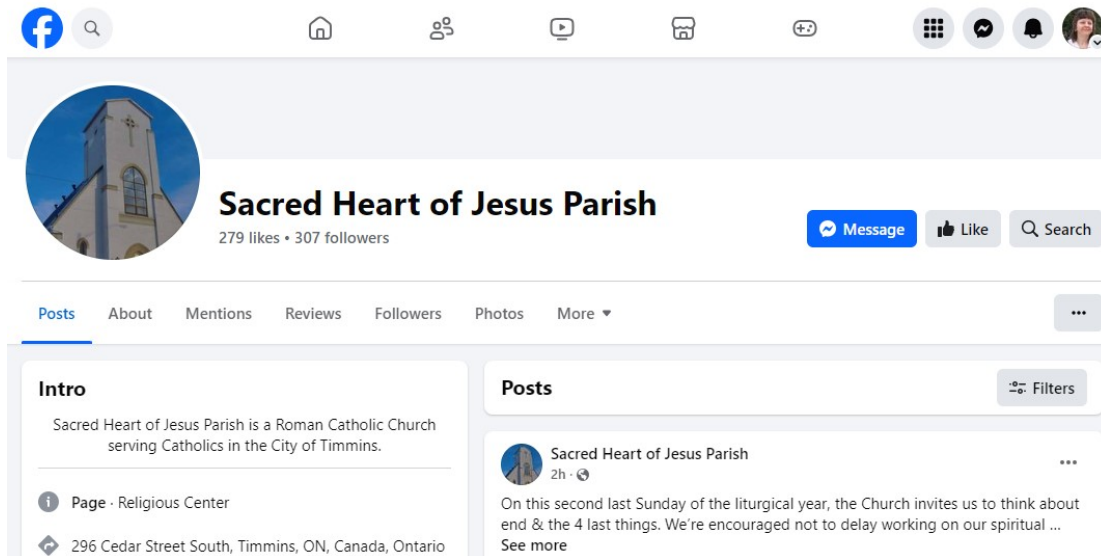 Sacred Heart of Jesus Parish
279 likes • 307 followers
Message
Like
Search
Posts
About
Mentions
Reviews
Followers
Photos
More
Intro
Sacred Heart of Jesus Parish is a Roman Catholic Church
serving Catholics in the City of Timmins.
Page · Religious Center
296 Cedar Street South, Timmins, ON, Canada, Ontario
Posts
Filters
Sacred Heart of Jesus Parish
2h ·
On this second last Sunday of the liturgical year, the Church invites us to think about
end & the 4 last things. We’re encouraged not to delay working on our spiritual ...
See more